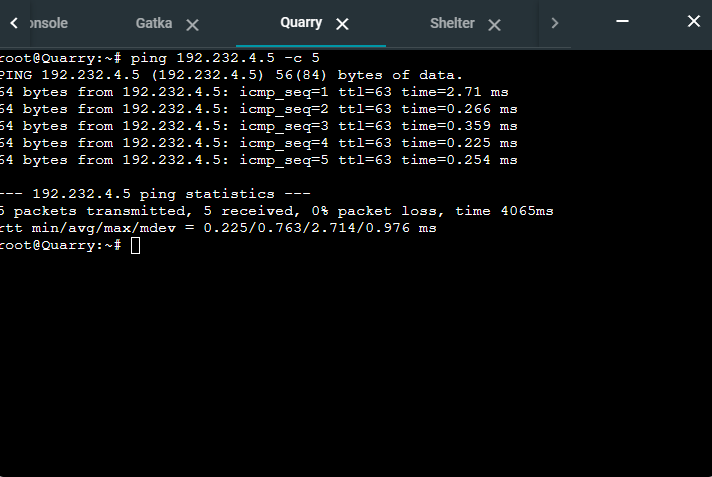 onsole Gatka Quarry Shelter
root@Quarry:~# ping 192.232.4.5 -c 5
PING 192.232.4.5 (192.232.4.5) 56(84) bytes of data.
64 bytes from 192.232.4.5: icmp_seq=1 ttl=63 time=2.71 ms
64 bytes from 192.232.4.5: icmp_seq=2 ttl=63 time=0.266 ms
64 bytes from 192.232.4.5: icmp_seq=3 ttl=63 time=0.359 ms
64 bytes from 192.232.4.5: icmp_seq=4 ttl=63 time=0.225 ms
64 bytes from 192.232.4.5: icmp_seq=5 ttl=63 time=0.254 ms
--- 192.232.4.5 ping statistics ---
5 packets transmitted, 5 received, 0% packet loss, time 4065ms
rtt min/avg/max/mdev = 0.225/0.763/2.714/0.976 ms
root@Quarry:~#